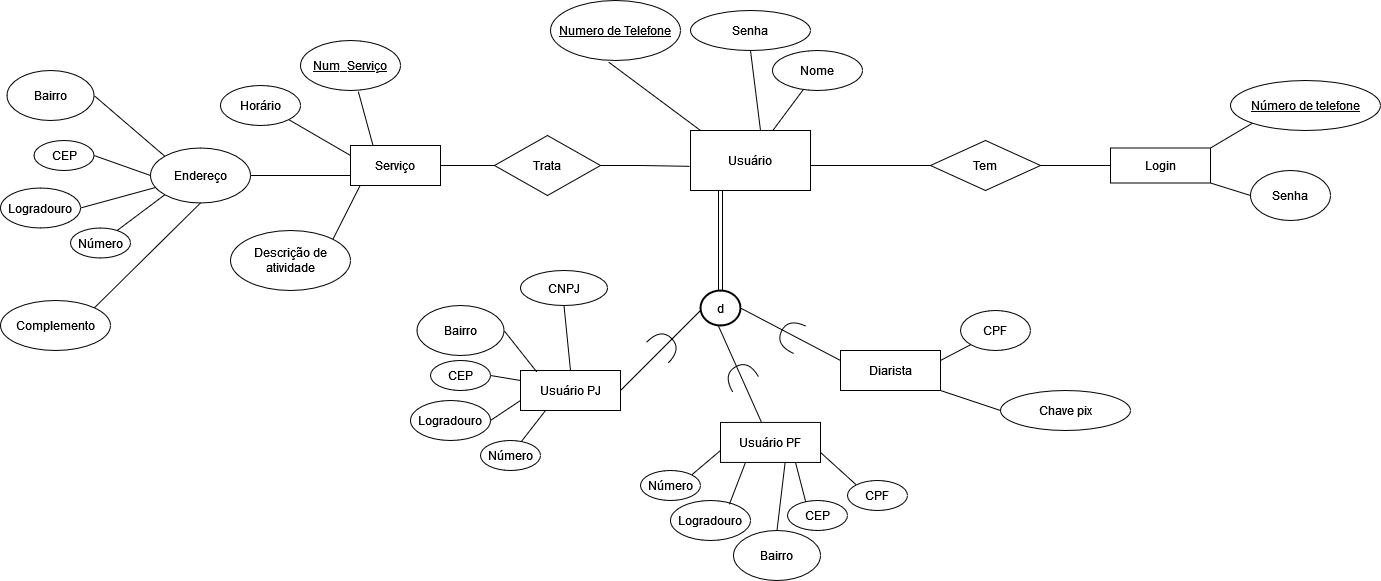 Numero de Telefone
Senha
Nome
Num_Serviço
Bairro
Horário
Número de telefone
CEP
Endereço
Serviço
Trata
Usuário
Tem
Login
Logradouro
Número
Senha
Descrição de
atividade
Complemento
CNPJ
d
Bairro
CPF
CEP
Usuário PJ
Diarista
Logradouro
Chave pix
Número
Usuário PF
Número
CPF
Logradouro
CEP
Bairro